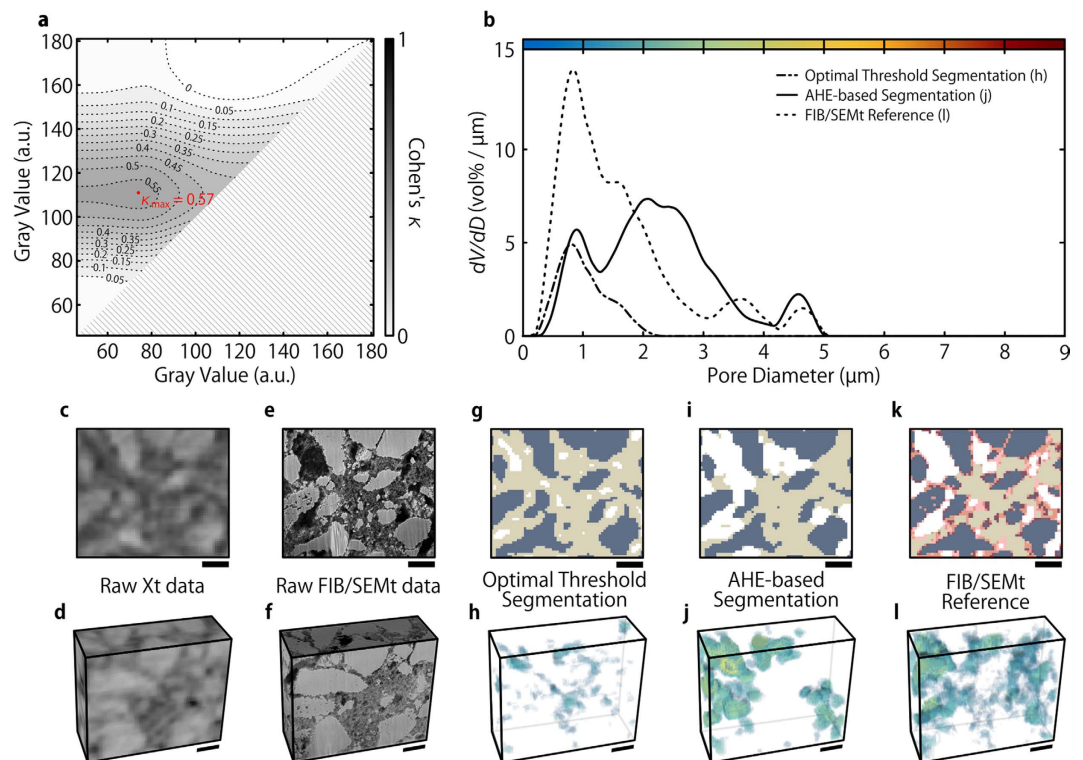 a
180
160
140
120
100
80
60
Gray Value (a.u.)
60 80 100 120 140 160 180
Gray Value (a.u.)
0
0.05
0.1
0.15
0.2
0.25
0.3
0.35
0.4
0.45
0.5
0.55
κmax = 0.57
0.4
0.35
0.3
0.25
0.2
0.15
0.1
0.05
1
0
Cohen's κ
b
15
10
5
0
dV/dD (vol% / μm)
0 1 2 3 4 5 6 7 8 9
Pore Diameter (μm)
Optimal Threshold Segmentation (h)
AHE-based Segmentation (j)
FIB/SEMt Reference (l)
c
e
g
i
k
Raw Xt data
Raw FIB/SEMt data
Optimal Threshold
Segmentation
AHE-based
Segmentation
FIB/SEMt
Reference
d
f
h
j
l